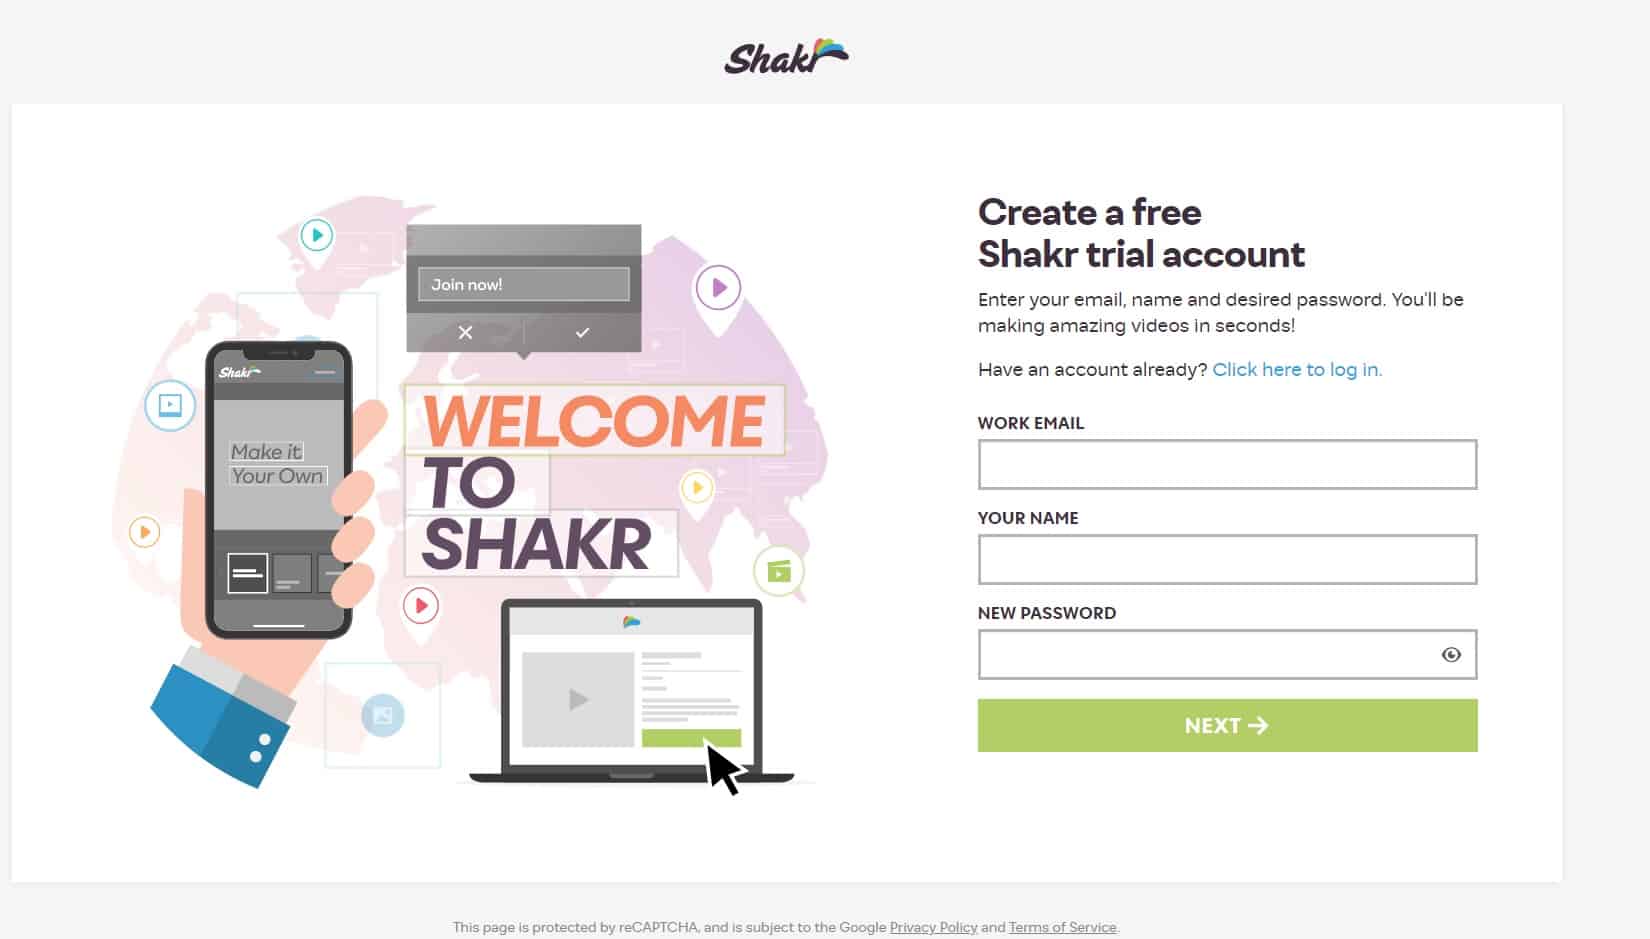 Shakr
Join now!
Shakr
Make it
Your Own
WELCOME
TO
SHAKR
Create a free
Shakr trial account
Enter your email, name and desired password. You'll be
making amazing videos in seconds!
Have an account already? Click here to log in.
WORK EMAIL
YOUR NAME
NEW PASSWORD
NEXT →
This page is protected by reCAPTCHA, and is subject to the Google Privacy Policy and Terms of Service.